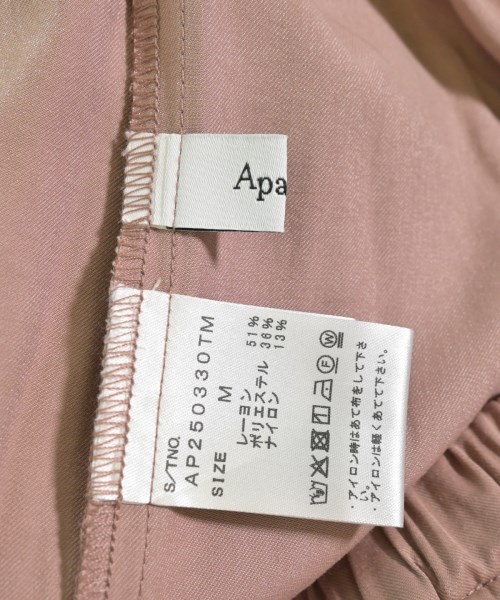 Apa
S/TNO.
AP250330TM
SIZE M
レーヨン 51%
ポリエステル 36%
ナイロン 13%
・アイロン時はあて布をして下さ
い。
・アイロンは軽くあてて下さい。